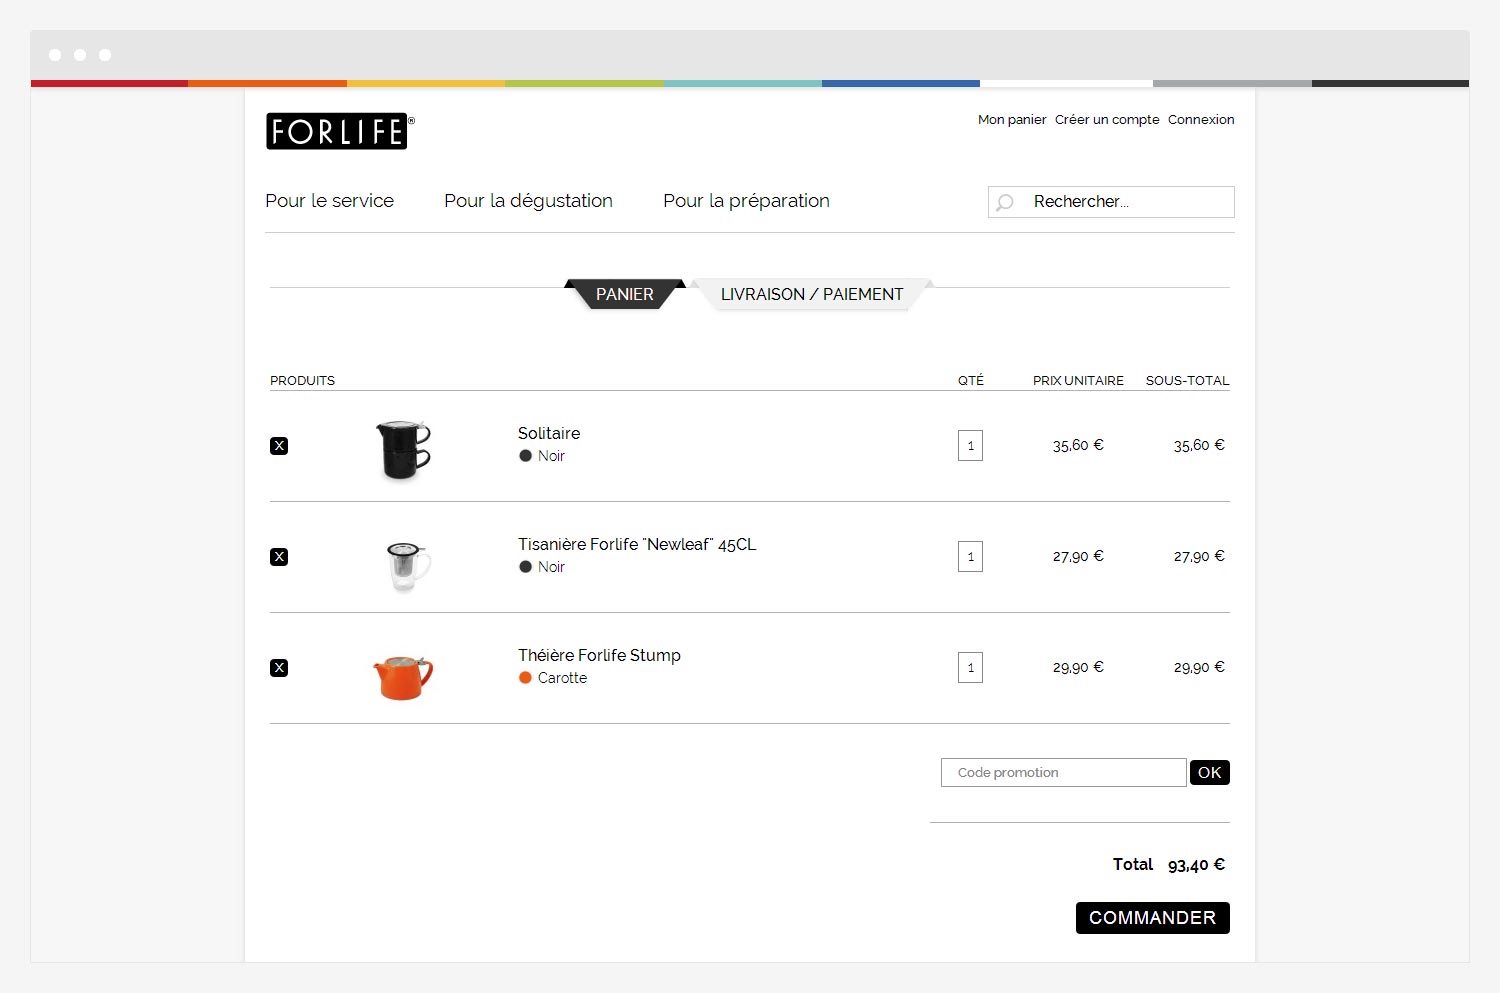 FORLIFE®
Mon panier Créer un compte Connexion
Pour le service Pour la dégustation Pour la préparation Rechercher...
PANIER LIVRAISON / PAIEMENT
PRODUITS QTÉ PRIX UNITAIRE SOUS-TOTAL
X Solitaire 1 35,60 € 35,60 €
Noir
X Tisanière Forlife "Newleaf" 45CL 1 27,90 € 27,90 €
Noir
X Théière Forlife Stump 1 29,90 € 29,90 €
Carotte
Code promotion OK
Total 93,40 €
COMMANDER